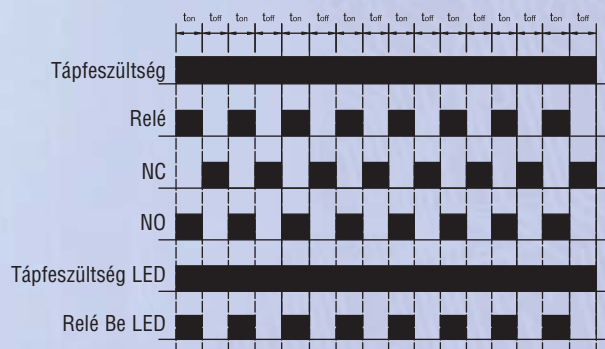 ton toff ton toff ton toff ton toff ton toff ton toff ton toff ton toff
Tápfeszültség
Relé
NC
NO
Tápfeszültség LED
Relé Be LED